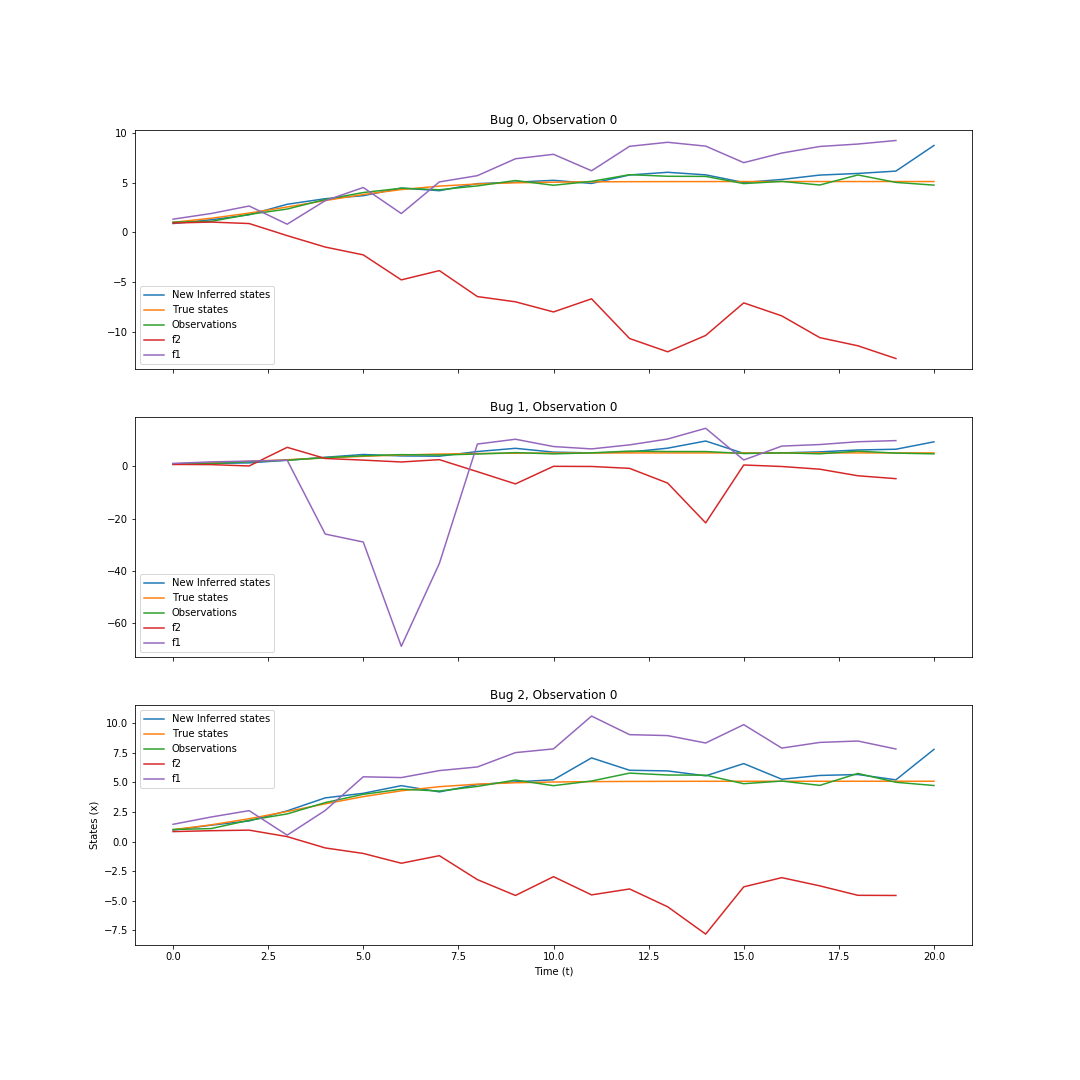 Bug 0, Observation 0
10
5
0
−5
−10
New Inferred states
True states
Observations
f2
f1
Bug 1, Observation 0
0
−20
−40
−60
New Inferred states
True states
Observations
f2
f1
Bug 2, Observation 0
10.0
7.5
5.0
2.5
0.0
−2.5
−5.0
−7.5
New Inferred states
True states
Observations
f2
f1
States (x)
0.0 2.5 5.0 7.5 10.0 12.5 15.0 17.5 20.0
Time (t)